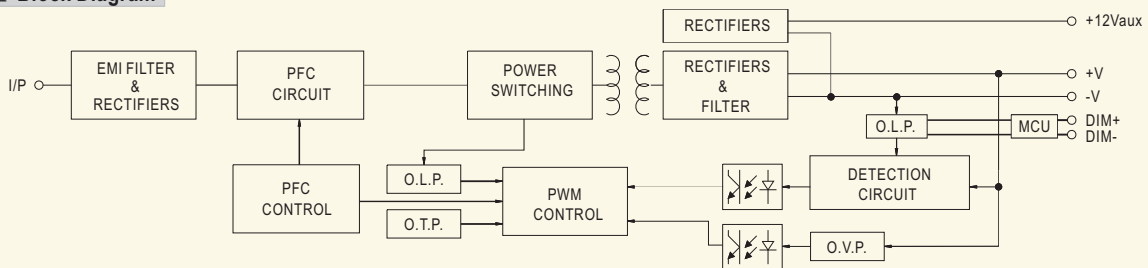 Block Diagram
RECTIFIERS
+12Vaux
I/P
EMI FILTER
&
RECTIFIERS
PFC
CIRCUIT
POWER
SWITCHING
RECTIFIERS
&
FILTER
+V
-V
O.L.P.
MCU
DIM+
DIM-
PFC
CONTROL
O.L.P.
O.T.P.
PWM
CONTROL
DETECTION
CIRCUIT
O.V.P.